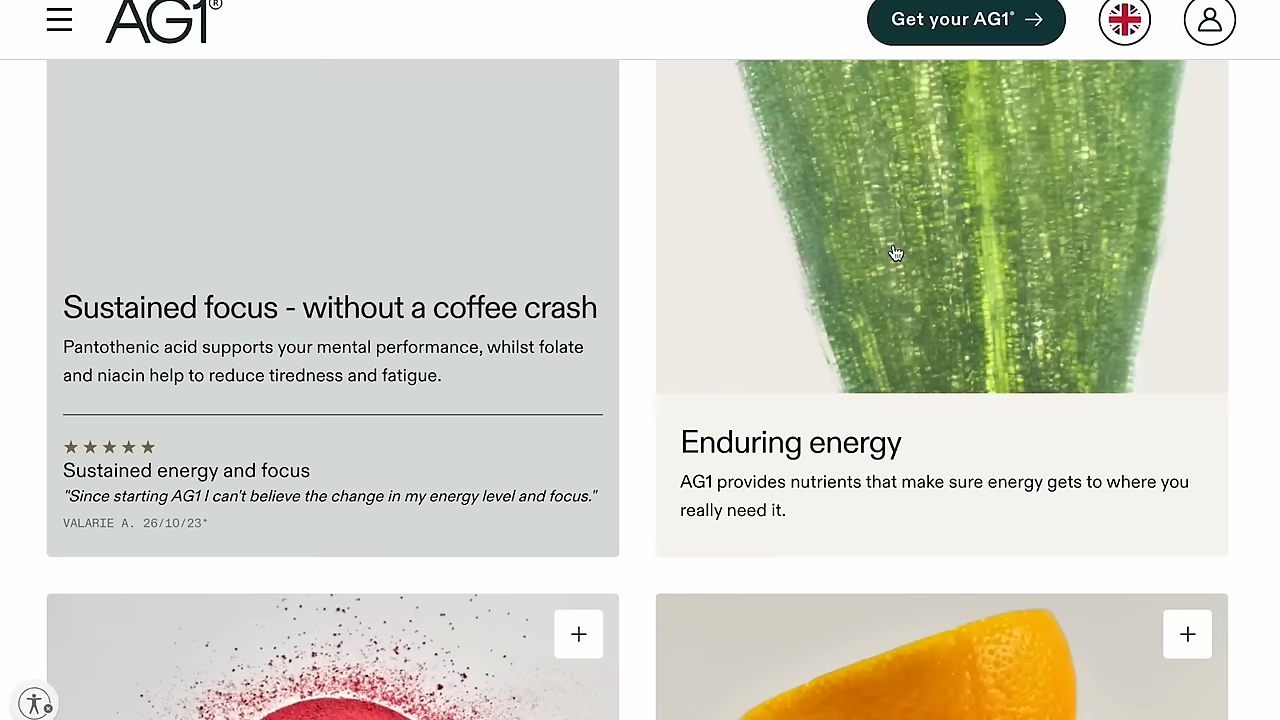 AG1®
Get your AG1® →
Sustained focus - without a coffee crash
Pantothenic acid supports your mental performance, whilst folate
and niacin help to reduce tiredness and fatigue.
★★★★★
Sustained energy and focus
"Since starting AG1 I can't believe the change in my energy level and focus."
VALARIE A. 26/10/23*
Enduring energy
AG1 provides nutrients that make sure energy gets to where you
really need it.
+
+